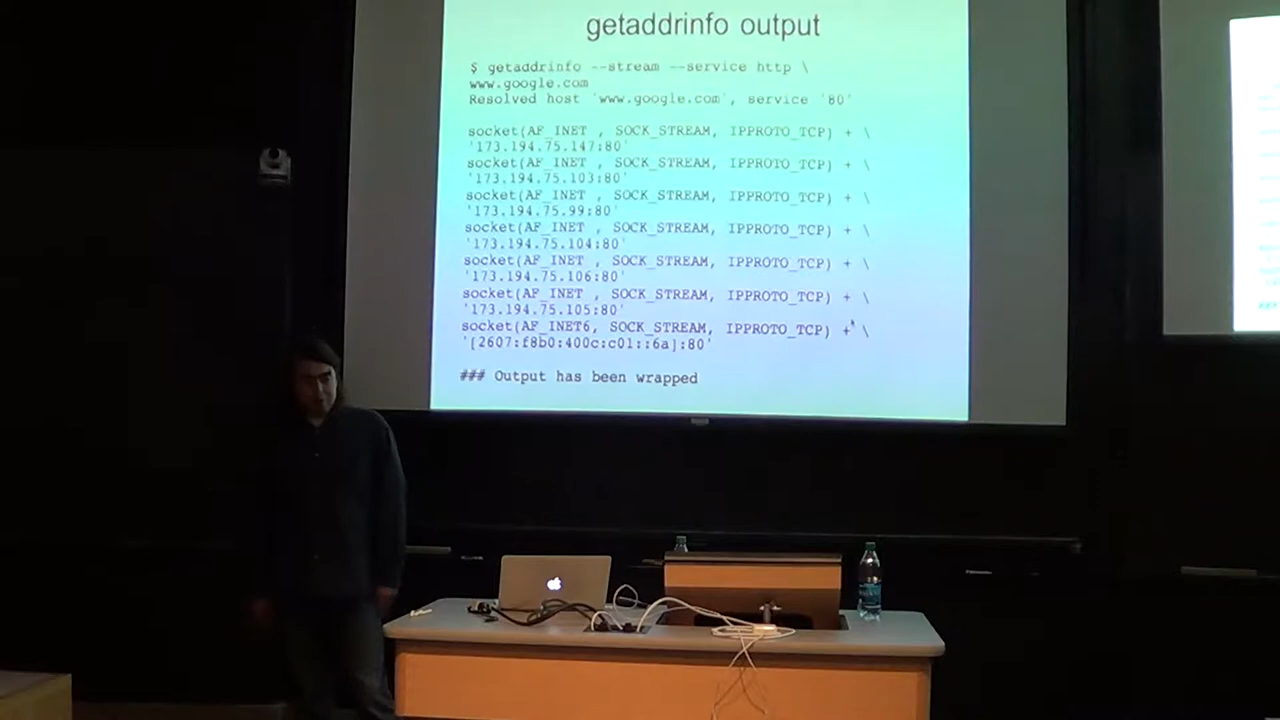 getaddrinfo output
$ getaddrinfo --stream --service http \
www.google.com
Resolved host 'www.google.com', service '80'
socket(AF_INET , SOCK_STREAM, IPPROTO_TCP) + \
'173.194.75.147:80'
socket(AF_INET , SOCK_STREAM, IPPROTO_TCP) + \
'173.194.75.103:80'
socket(AF_INET , SOCK_STREAM, IPPROTO_TCP) + \
'173.194.75.99:80'
socket(AF_INET , SOCK_STREAM, IPPROTO_TCP) + \
'173.194.75.104:80'
socket(AF_INET , SOCK_STREAM, IPPROTO_TCP) + \
'173.194.75.106:80'
socket(AF_INET , SOCK_STREAM, IPPROTO_TCP) + \
'173.194.75.105:80'
socket(AF_INET6, SOCK_STREAM, IPPROTO_TCP) + \
'[2607:f8b0:400c:c01::6a]:80'
### Output has been wrapped